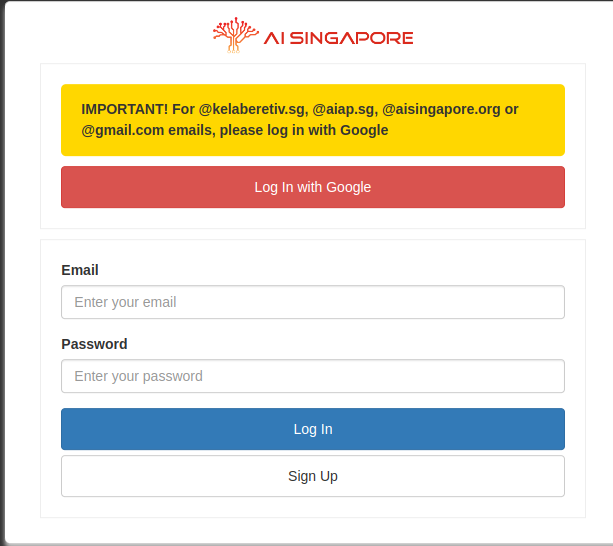 AI SINGAPORE
IMPORTANT! For @kelaberetiv.sg, @aiap.sg, @aisingapore.org or
@gmail.com emails, please log in with Google
Log In with Google
Email
Enter your email
Password
Enter your password
Log In
Sign Up